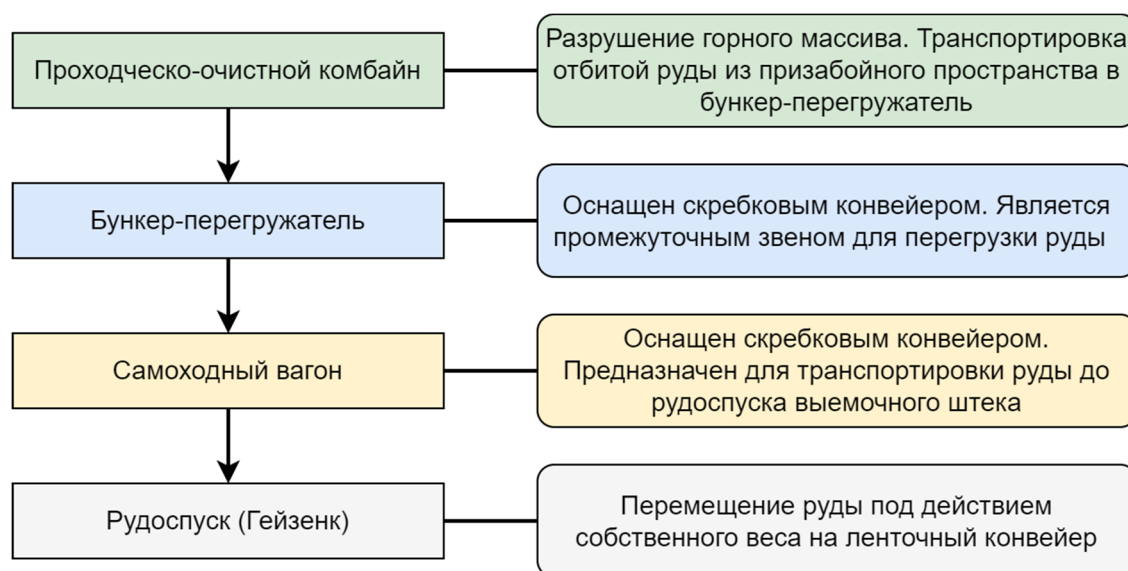 Проходческо-очистной комбайн
Разрушение горного массива. Транспортировка
отбитой руды из призабойного пространства в
бункер-перегружатель
Бункер-перегружатель
Оснащен скребковым конвейером. Является
промежуточным звеном для перегрузки руды
Самоходный вагон
Оснащен скребковым конвейером.
Предназначен для транспортировки руды до
рудоспуска выемочного штека
Рудоспуск (Гейзенк)
Перемещение руды под действием
собственного веса на ленточный конвейер